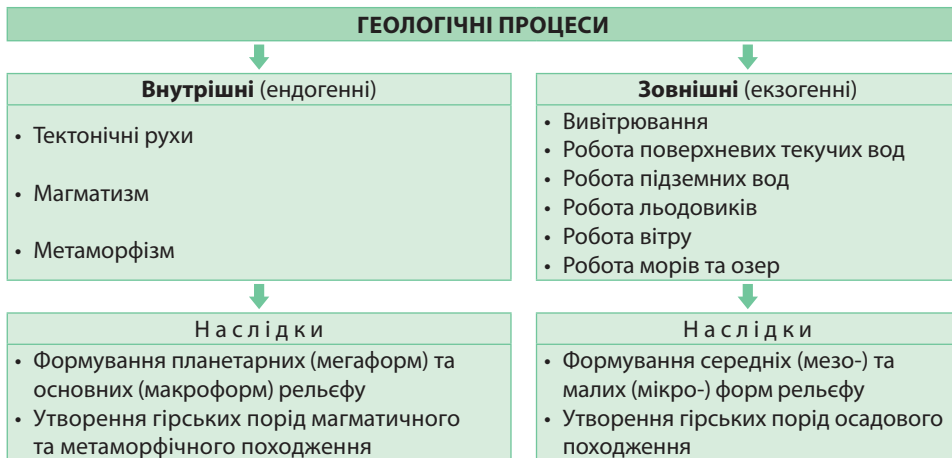 ГЕОЛОГІЧНІ ПРОЦЕСИ
Внутрішні (ендогенні)
• Тектонічні рухи
• Магматизм
• Метаморфізм
Зовнішні (екзогенні)
• Вивітрювання
• Робота поверхневих текучих вод
• Робота підземних вод
• Робота льодовиків
• Робота вітру
• Робота морів та озер
Наслідки
• Формування планетарних (мегаформ) та
основних (макроформ) рельєфу
• Утворення гірських порід магматичного
та метаморфічного походження
Наслідки
• Формування середніх (мезо-) та
малих (мікро-) форм рельєфу
• Утворення гірських порід осадового
походження